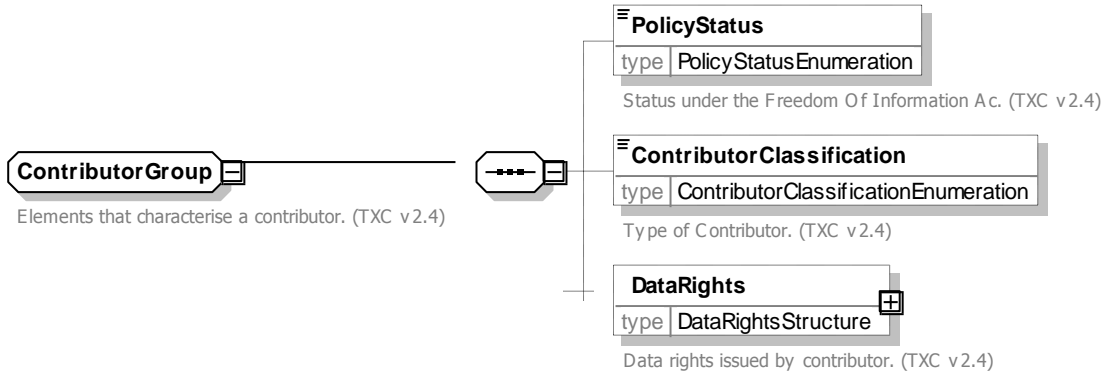 PolicyStatus
type PolicyStatusEnumeration
Status under the Freedom Of Information Ac. (TXC v2.4)
ContributorGroup
Elements that characterise a contributor. (TXC v2.4)
ContributorClassification
type ContributorClassificationEnumeration
Type of Contributor. (TXC v2.4)
DataRights
type DataRightsStructure
Data rights issued by contributor. (TXC v2.4)